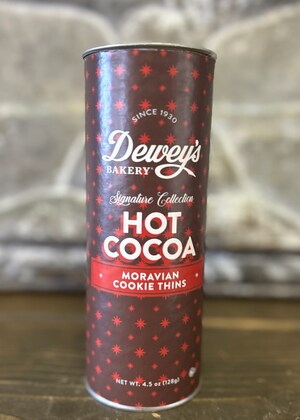 SINCE 1930
Dewey's
BAKERY
Signature Collection
HOT
COCOA
MORAVIAN
COOKIE THINS
NET WT. 4.5 oz (128g)